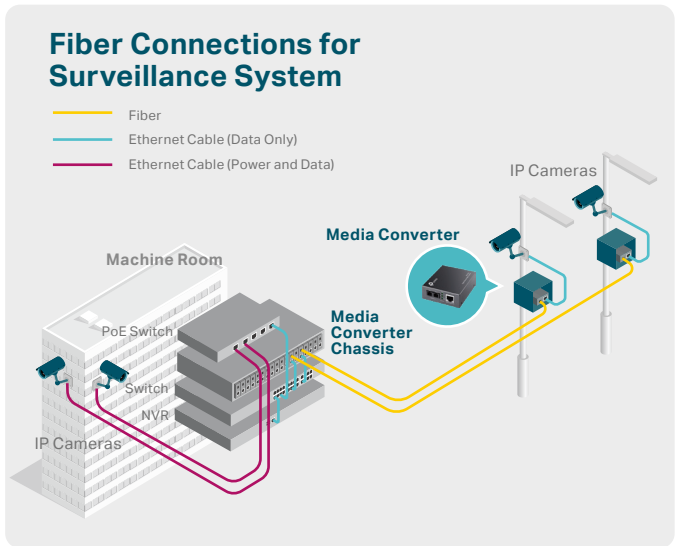 Fiber Connections for
Surveillance System
Fiber
Ethernet Cable (Data Only)
Ethernet Cable (Power and Data)
IP Cameras
Media Converter
Machine Room
PoE Switch
Media
Converter
Chassis
Switch
NVR
IP Cameras